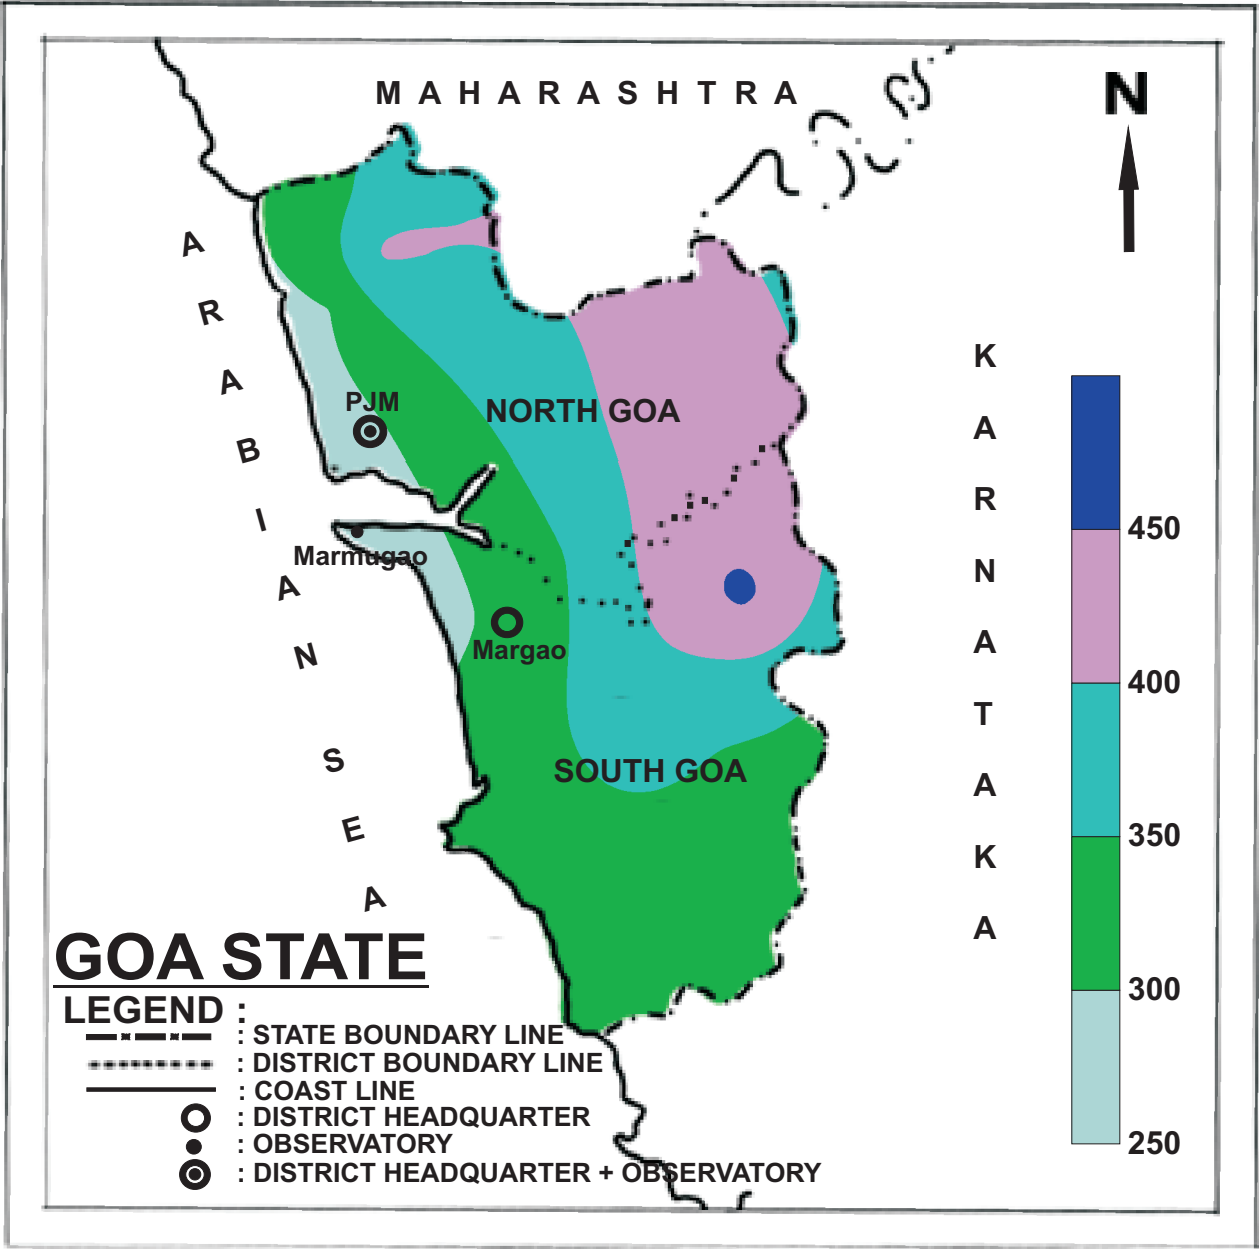 MAHARASHTRA
N
ARABIAN SEA
KARNATAKA
PJM
NORTH GOA
Marmugao
Margao
SOUTH GOA
450
400
350
300
250
GOA STATE
LEGEND :
: STATE BOUNDARY LINE
: DISTRICT BOUNDARY LINE
: COAST LINE
: DISTRICT HEADQUARTER
: OBSERVATORY
: DISTRICT HEADQUARTER + OBSERVATORY